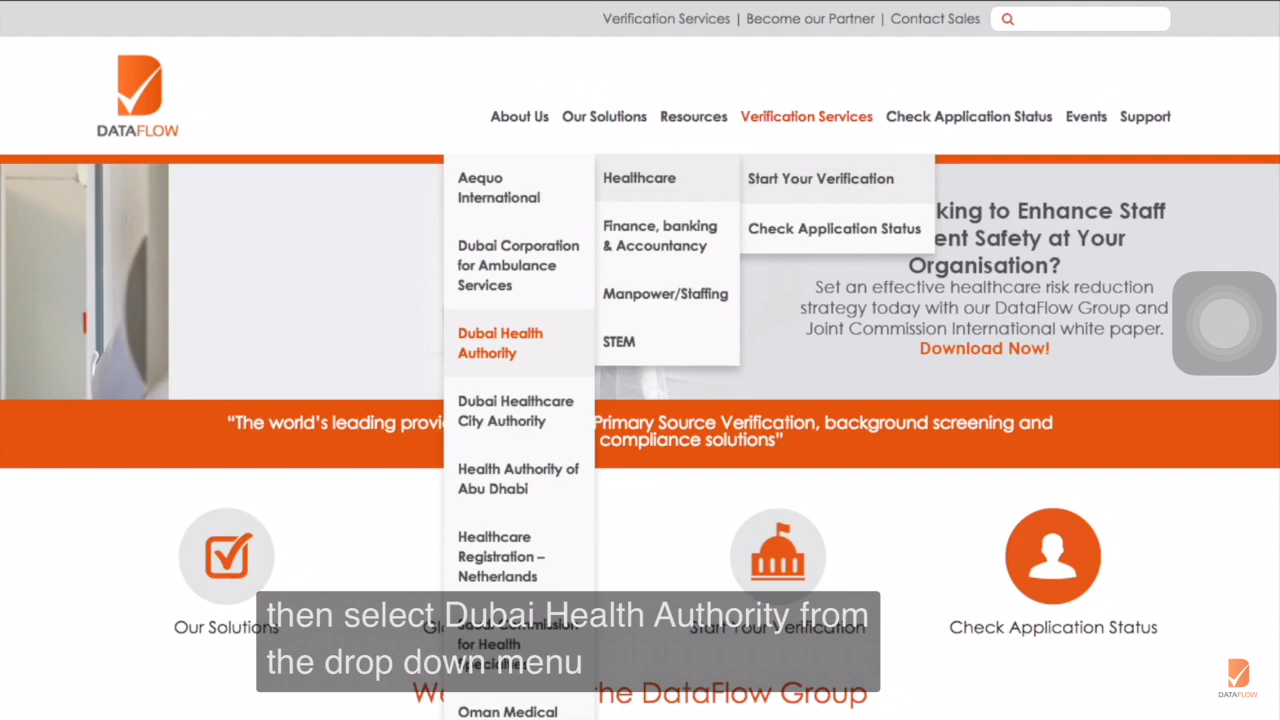 Verification Services | Become our Partner | Contact Sales
DATAFLOW
About Us Our Solutions Resources Verification Services Check Application Status Events Support
Aequo
International
Dubai Corporation
for Ambulance
Services
Dubai Health
Authority
Dubai Healthcare
City Authority
Health Authority of
Abu Dhabi
Healthcare
Registration –
Netherlands
for Health
Oman Medical
Healthcare
Finance, banking
& Accountancy
Manpower/Staffing
STEM
Start Your Verification
Check Application Status
to Enhance Staff
Safety at Your
Organisation?
Set an effective healthcare risk reduction
strategy today with our DataFlow Group and
Joint Commission International white paper.
Download Now!
"The world's leading Primary Source Verification, background screening and
compliance solutions"
Our Solutions
Start Your Verification
Check Application Status
then select Dubai Health Authority from
the drop down menu
the DataFlow Group
DATAFLOW